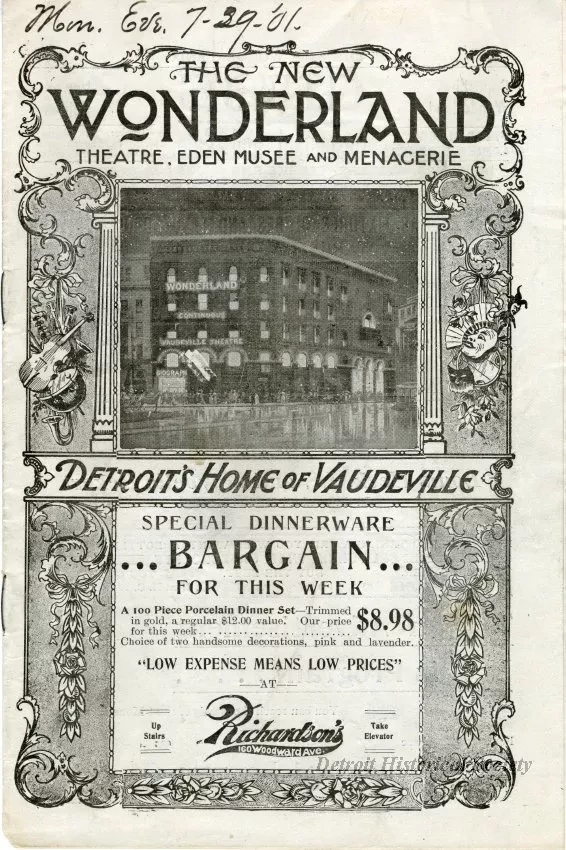 Mon. Eve. 7-29-'01.
THE NEW
WONDERLAND
THEATRE, EDEN MUSEE AND MENAGERIE
WONDERLAND
CONTINUOUS
VAUDEVILLE THEATRE
DETROIT'S HOME OF VAUDEVILLE
SPECIAL DINNERWARE
...BARGAIN...
FOR THIS WEEK
A 100 Piece Porcelain Dinner Set—Trimmed
in gold, a regular $12.00 value. Our price
for this week... .....................
$8.98
Choice of two handsome decorations, pink and lavender.
"LOW EXPENSE MEANS LOW PRICES"
—AT—
Up
Stairs
Richardson's
160 Woodward Ave.
Take
Elevator
Detroit Historical Society